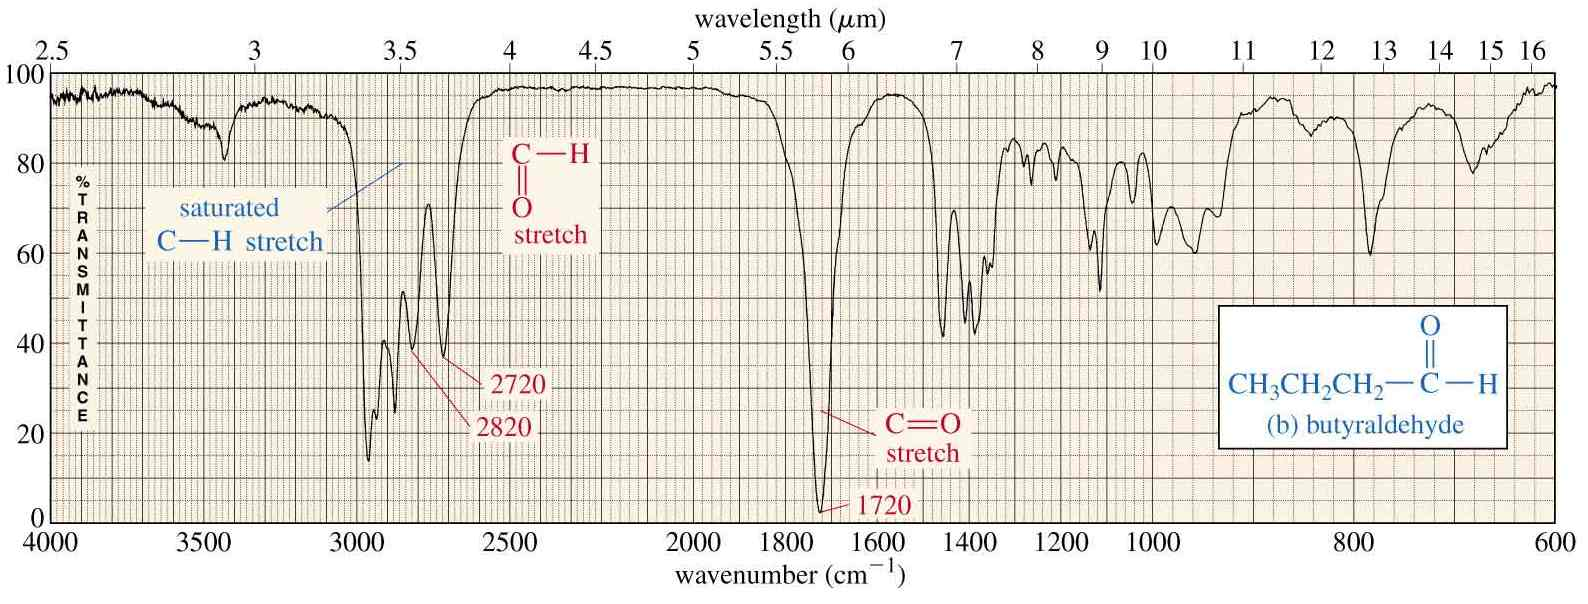 wavelength (μm)
2.5 3 3.5 4 4.5 5 5.5 6 7 8 9 10 11 12 13 14 15 16
100
80
60
40
20
0
%TRANSMITTANCE
saturated
C—H stretch
C—H
O
stretch
2720
2820
C=O
stretch
1720
O
CH₃CH₂CH₂—C—H
(b) butyraldehyde
4000 3500 3000 2500 2000 1800 1600 1400 1200 1000 800 600
wavenumber (cm⁻¹)